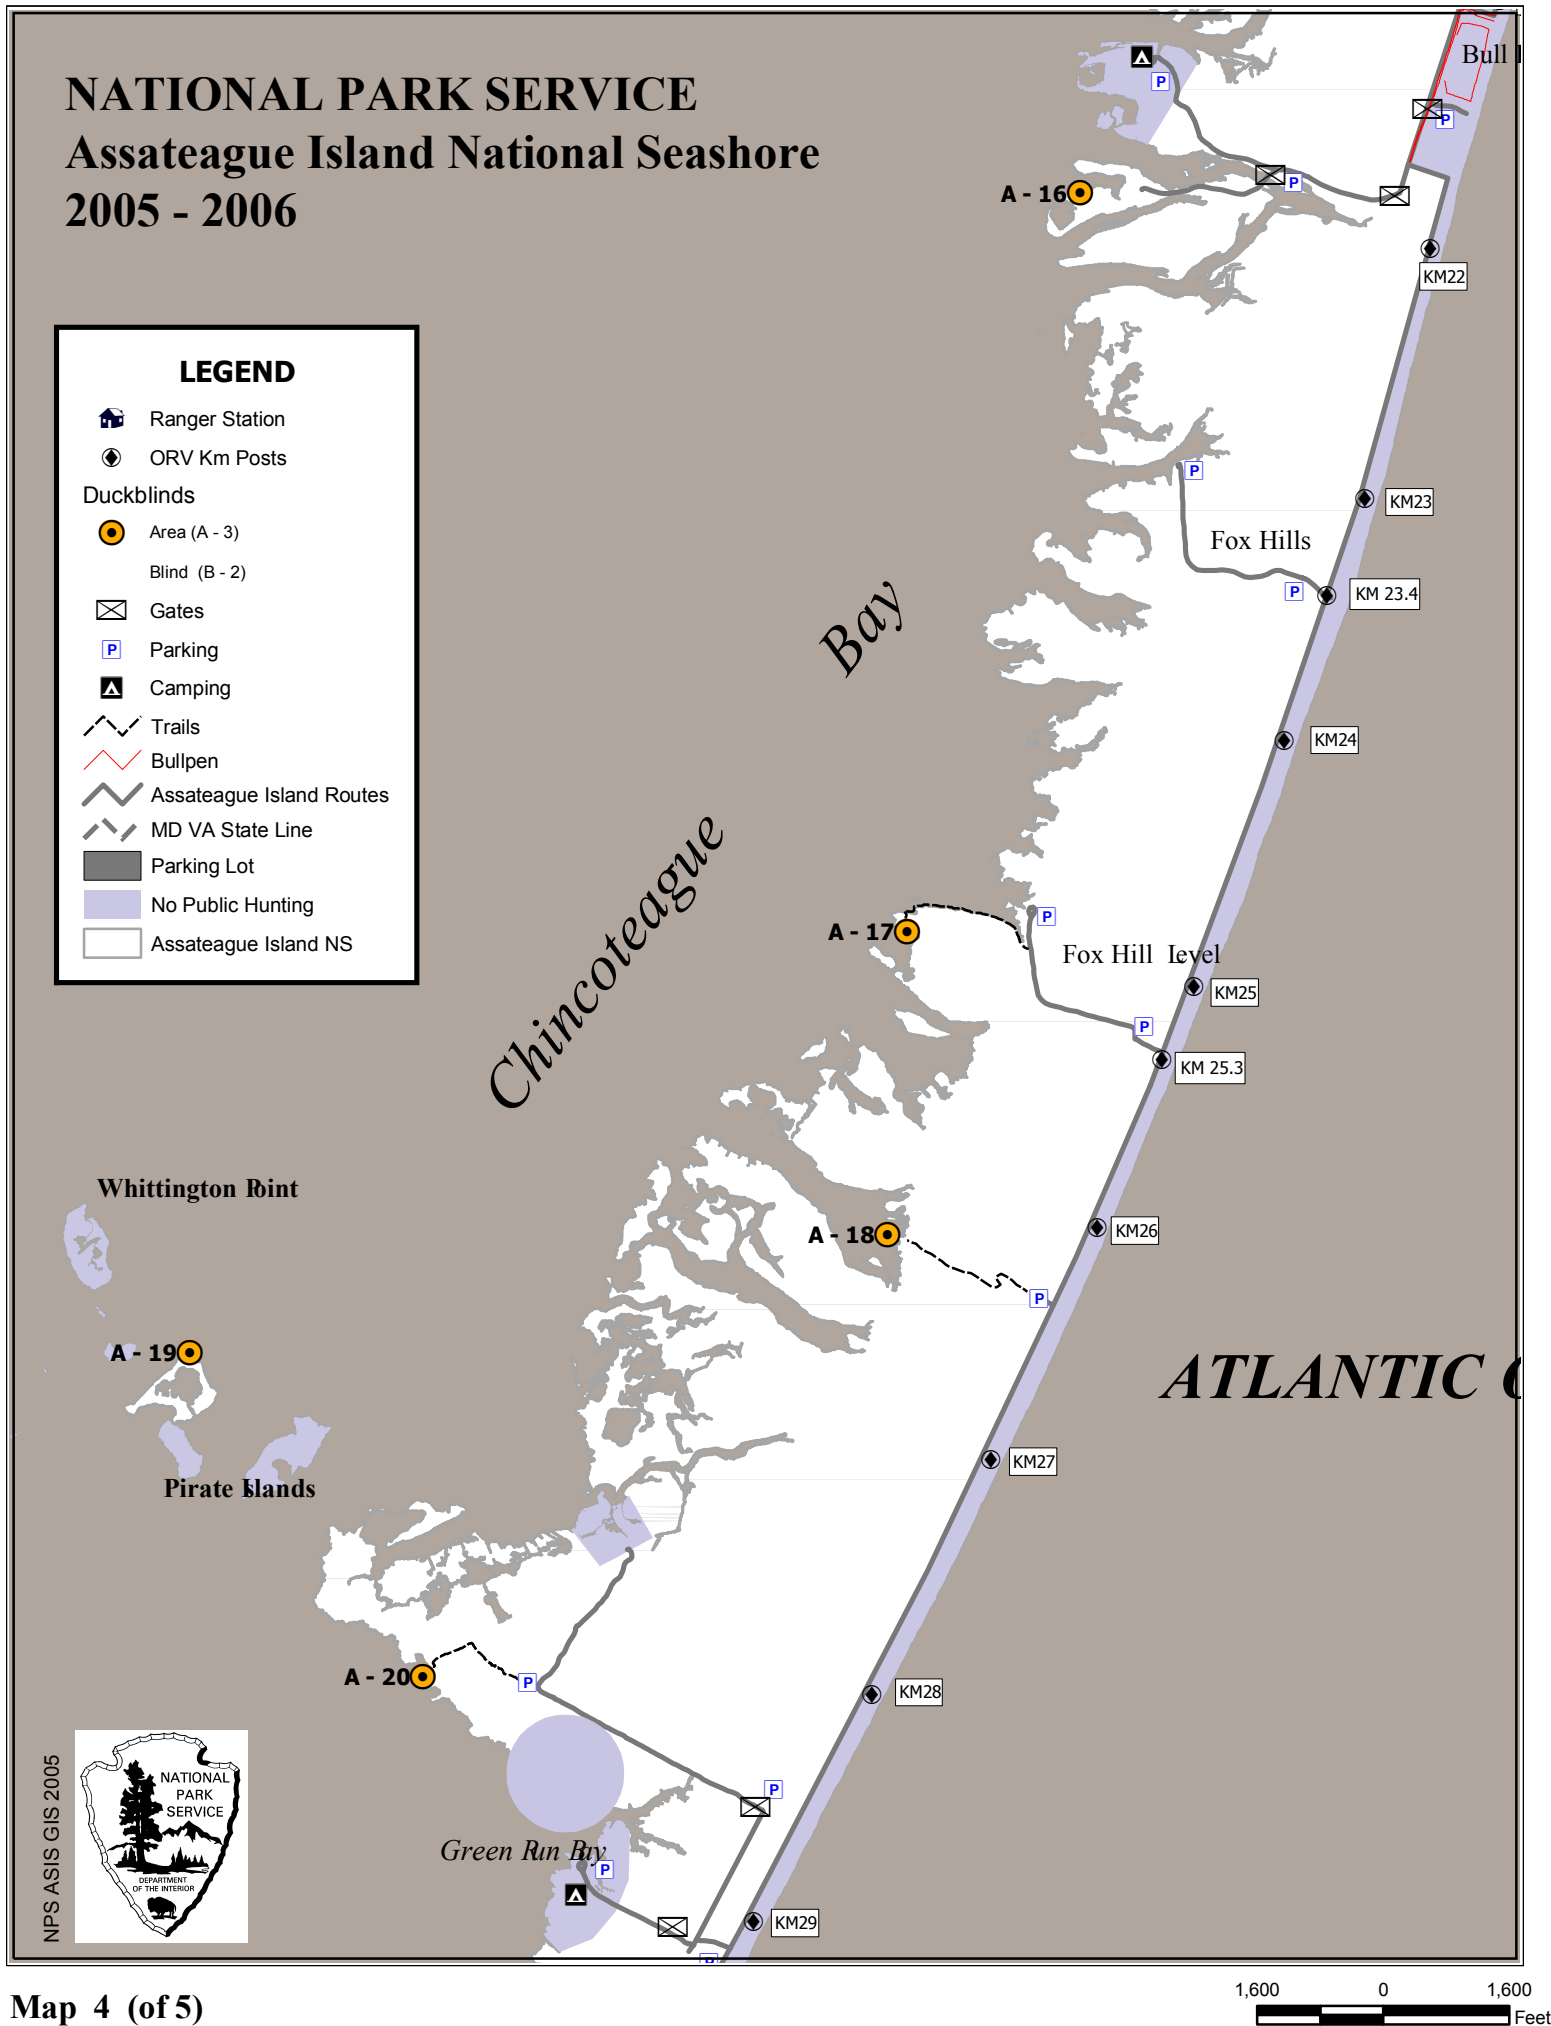 NATIONAL PARK SERVICE
Assateague Island National Seashore
2005 - 2006
Bull
P
P
A - 16
P
KM22
LEGEND
Ranger Station
ORV Km Posts
Duckblinds
Area (A - 3)
Blind (B - 2)
Gates
P Parking
Camping
Trails
Bullpen
Assateague Island Routes
MD VA State Line
Parking Lot
No Public Hunting
Assateague Island NS
P
KM23
Fox Hills
P
KM 23.4
KM24
Chincoteague Bay
A - 17
P
Fox Hill Level
KM25
P
KM 25.3
Whittington Point
A - 18
KM26
P
A - 19
ATLANTIC
KM27
Pirate Islands
A - 20
P
KM28
P
Green Run Bay
P
KM29
P
NPS ASIS GIS 2005
NATIONAL
PARK
SERVICE
DEPARTMENT
OF THE INTERIOR
Map 4 (of 5)
1,600 0 1,600
Feet